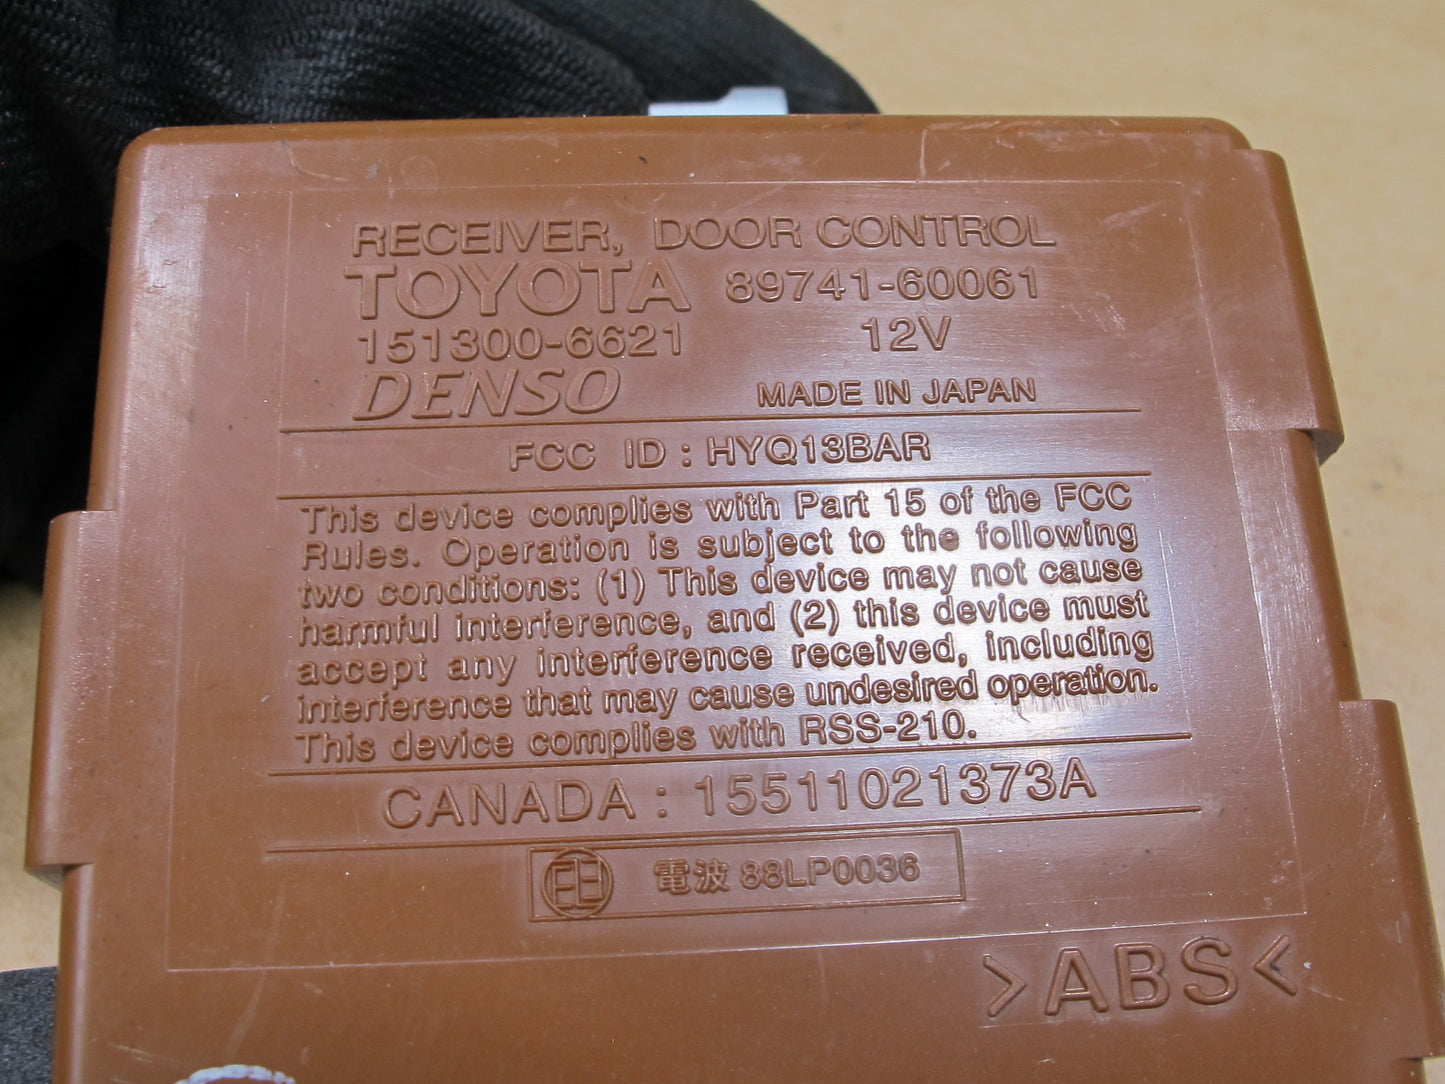 RECEIVER, DOOR CONTROL
TOYOTA 89741-60061
151300-6621 12V
DENSO MADE IN JAPAN
FCC ID : HYQ13BAR
This device complies with Part 15 of the FCC
Rules. Operation is subject to the following
two conditions: (1) This device may not cause
harmful interference, and (2) this device must
accept any interference received, including
interference that may cause undesired operation.
This device complies with RSS-210.
CANADA : 15511021373A
電波 88LP0036
>ABS<